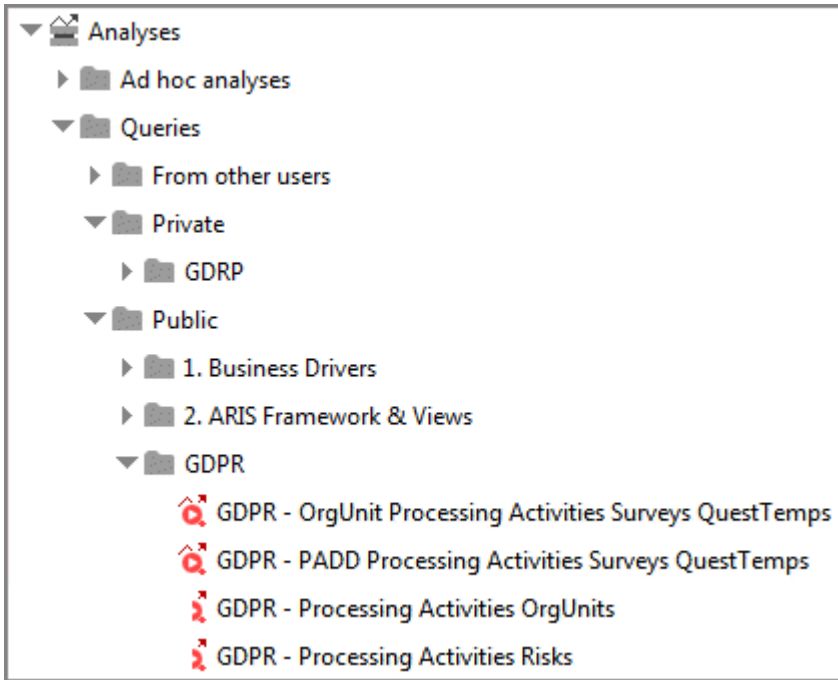 Analyses
Ad hoc analyses
Queries
From other users
Private
GDRP
Public
1. Business Drivers
2. ARIS Framework & Views
GDPR
GDPR - OrgUnit Processing Activities Surveys QuestTemps
GDPR - PADD Processing Activities Surveys QuestTemps
GDPR - Processing Activities OrgUnits
GDPR - Processing Activities Risks